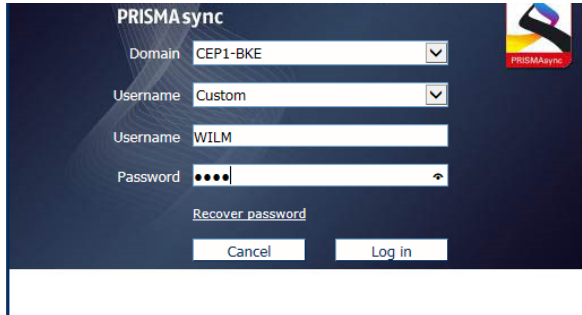 PRISMAsync
Domain CEP1-BKE
PRISMAsync
Username Custom
Username WILM
Password ●●●●
Recover password
Cancel Log in